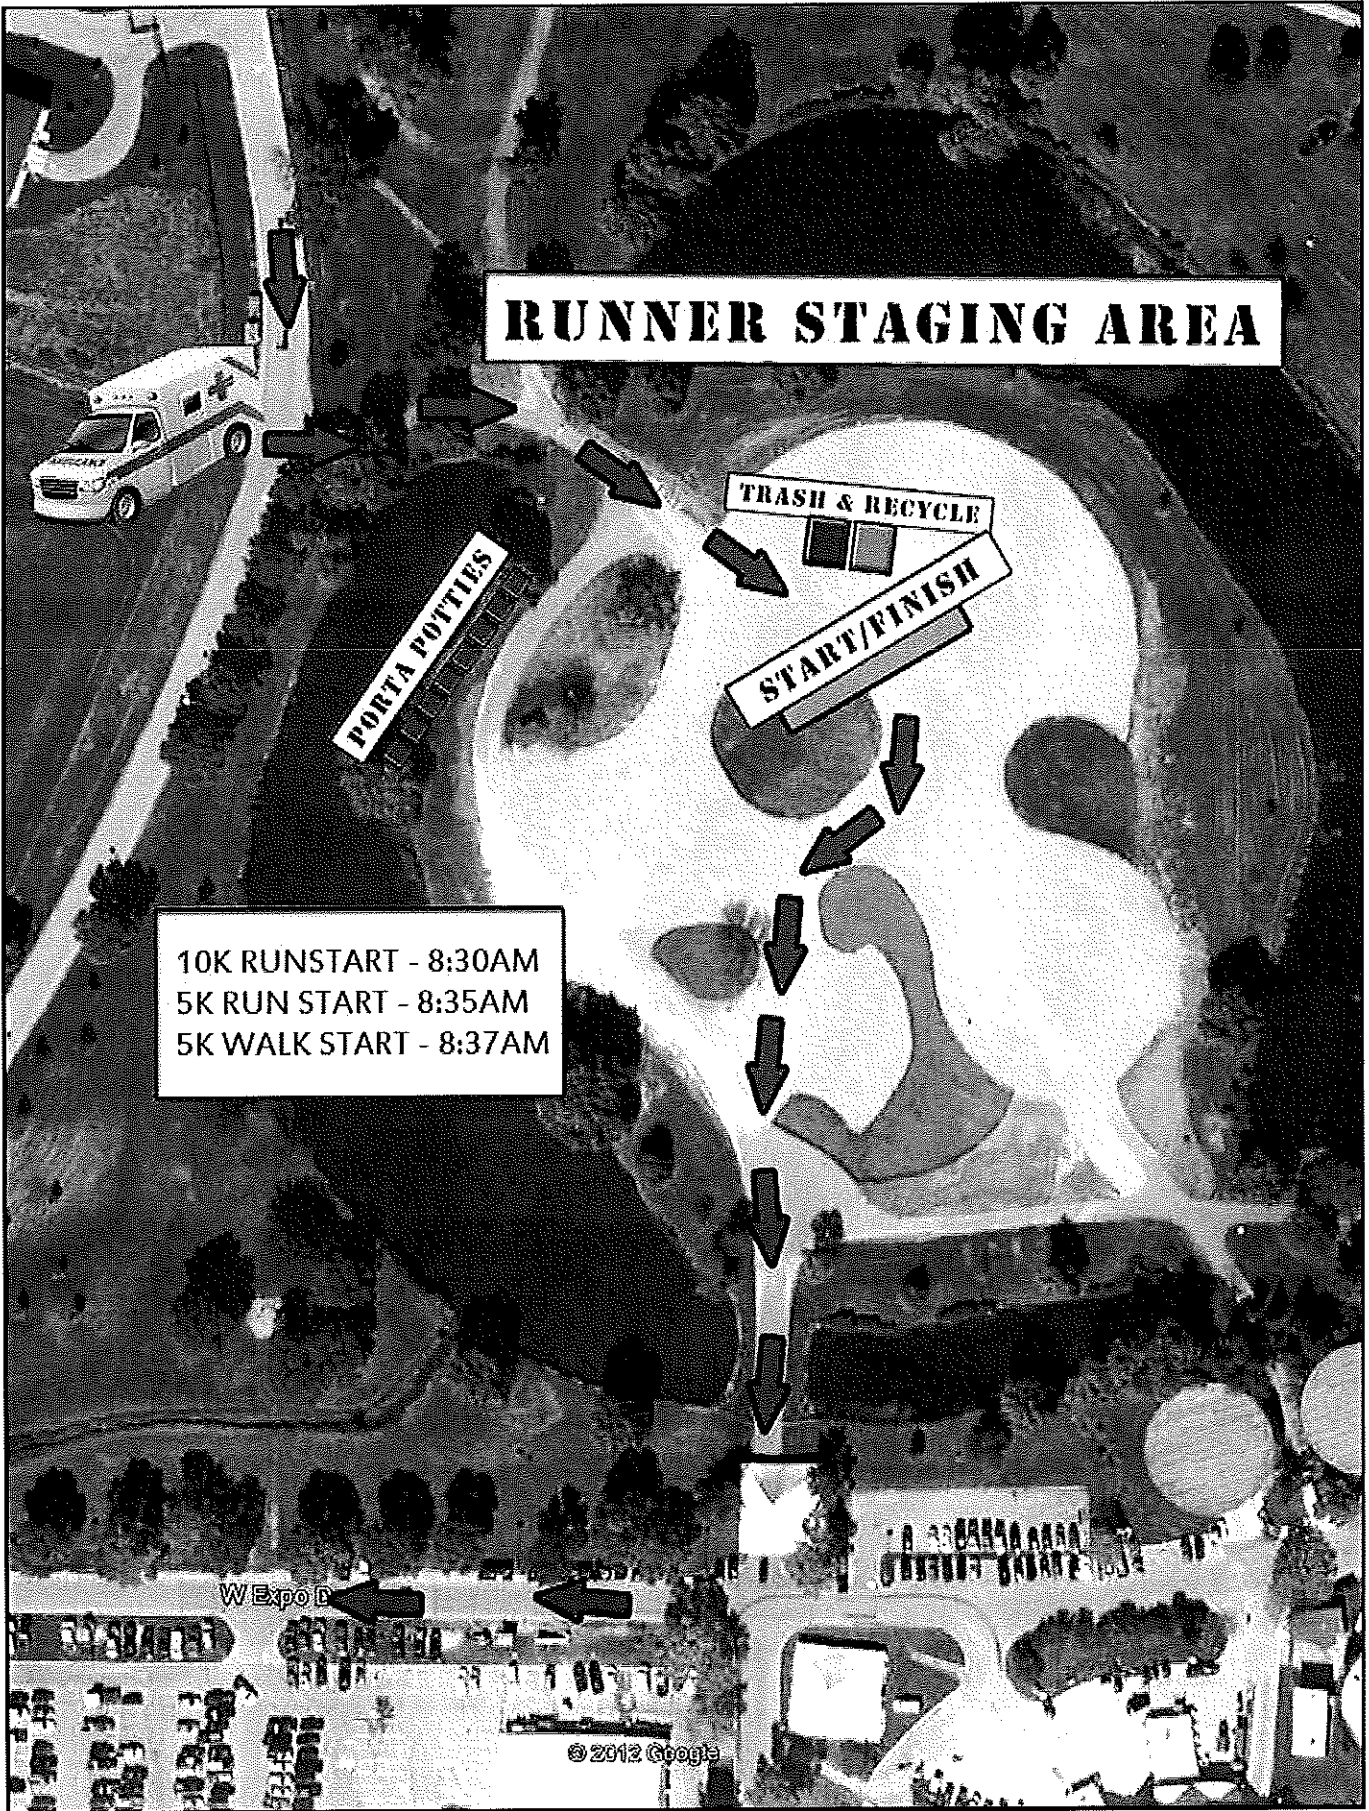 RUNNER STAGING AREA
TRASH & RECYCLE
START/FINISH
PORTA POTTIES
10K RUNSTART - 8:30AM
5K RUN START - 8:35AM
5K WALK START - 8:37AM
W Expo D
© 2012 Google